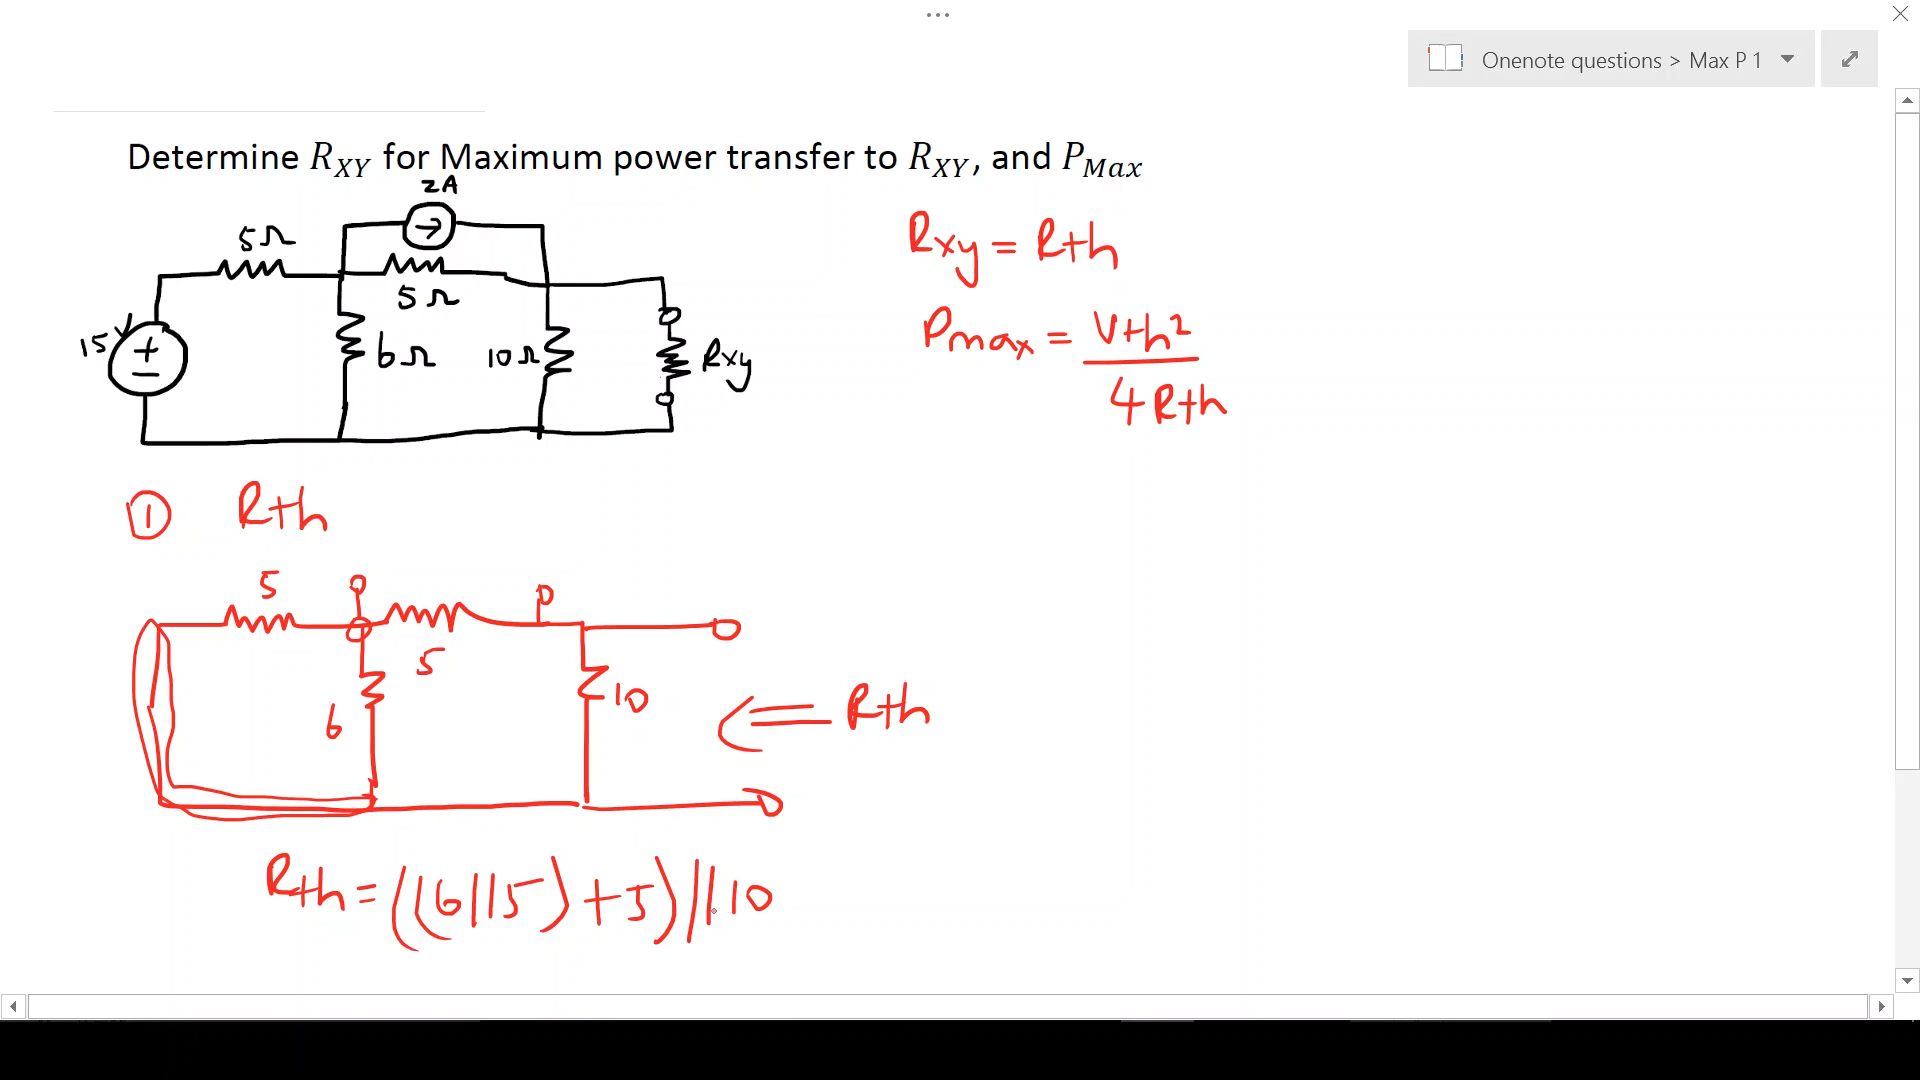 Onenote questions > Max P 1
Determine R_XY for Maximum power transfer to R_XY, and P_Max
2A
5Ω
5Ω
15V
6Ω
10Ω
Rxy
Rxy = Rth
Pmax = Vth²
4Rth
① Rth
5
5
6
10
Rth
Rth = ((6||5)+5)||10